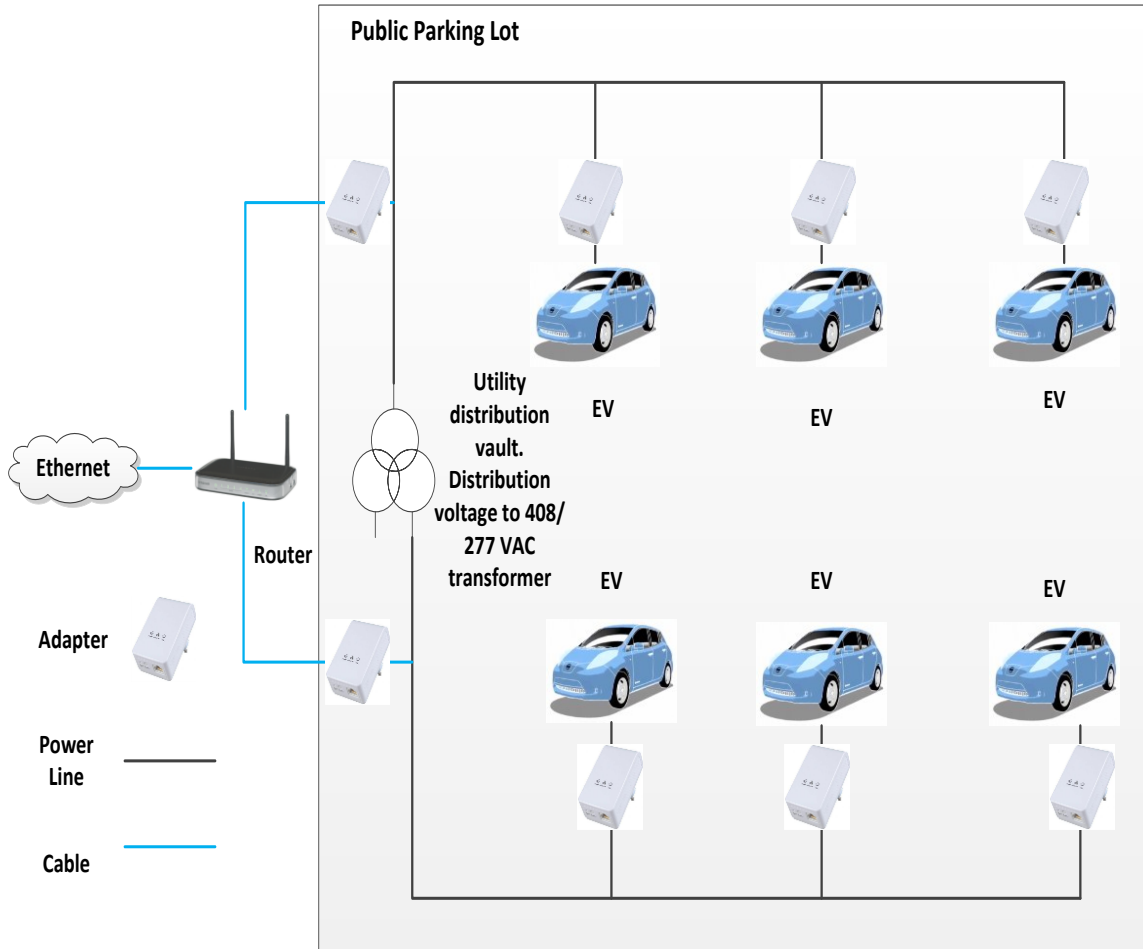 Public Parking Lot
Utility
distribution
vault.
Distribution
voltage to 408/
277 VAC
transformer
EV
EV
EV
Ethernet
Router
EV
EV
EV
Adapter
Power
Line
Cable